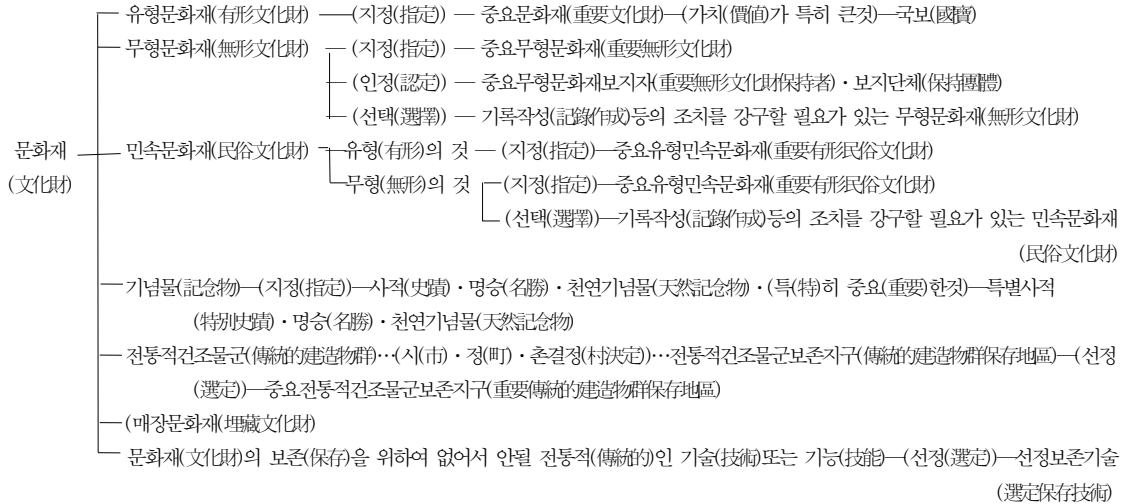 유형문화재(有形文化財) ―(지정(指定)) ― 중요문화재(重要文化財)―(가치(價値)가 특히 큰것)―국보(國寶)
무형문화재(無形文化財) ―(지정(指定)) ― 중요무형문화재(重要無形文化財)
(인정(認定)) ― 중요무형문화재보지자(重要無形文化財保持者)・보지단체(保持團體)
(선택(選擇)) ― 기록작성(記錄作成)등의 조치를 강구할 필요가 있는 무형문화재(無形文化財)
문화재 ― 민속문화재(民俗文化財) ― 유형(有形)의 것 ― (지정(指定))―중요유형민속문화재(重要有形民俗文化財)
(文化財) 무형(無形)의 것 ―(지정(指定))―중요유형민속문화재(重要有形民俗文化財)
(선택(選擇))―기록작성(記錄作成)등의 조치를 강구할 필요가 있는 민속문화재
(民俗文化財)
기념물(記念物)―(지정(指定))―사적(史蹟)・명승(名勝)・천연기념물(天然記念物)・(특(特)히 중요(重要)한것)―특별사적
(特別史蹟)・명승(名勝)・천연기념물(天然記念物)
전통적건조물군(傳統的建造物群)…(시(市)・정(町)・촌결정(村決定))…전통적건조물군보존지구(傳統的建造物群保存地區)―(선정
(選定))―중요전통적건조물군보존지구(重要傳統的建造物群保存地區)
(매장문화재(埋藏文化財)
문화재(文化財)의 보존(保存)을 위하여 없어서 안될 전통적(傳統的)인 기술(技術)또는 기능(技能)―(선정(選定))―선정보존기술
(選定保存技術)